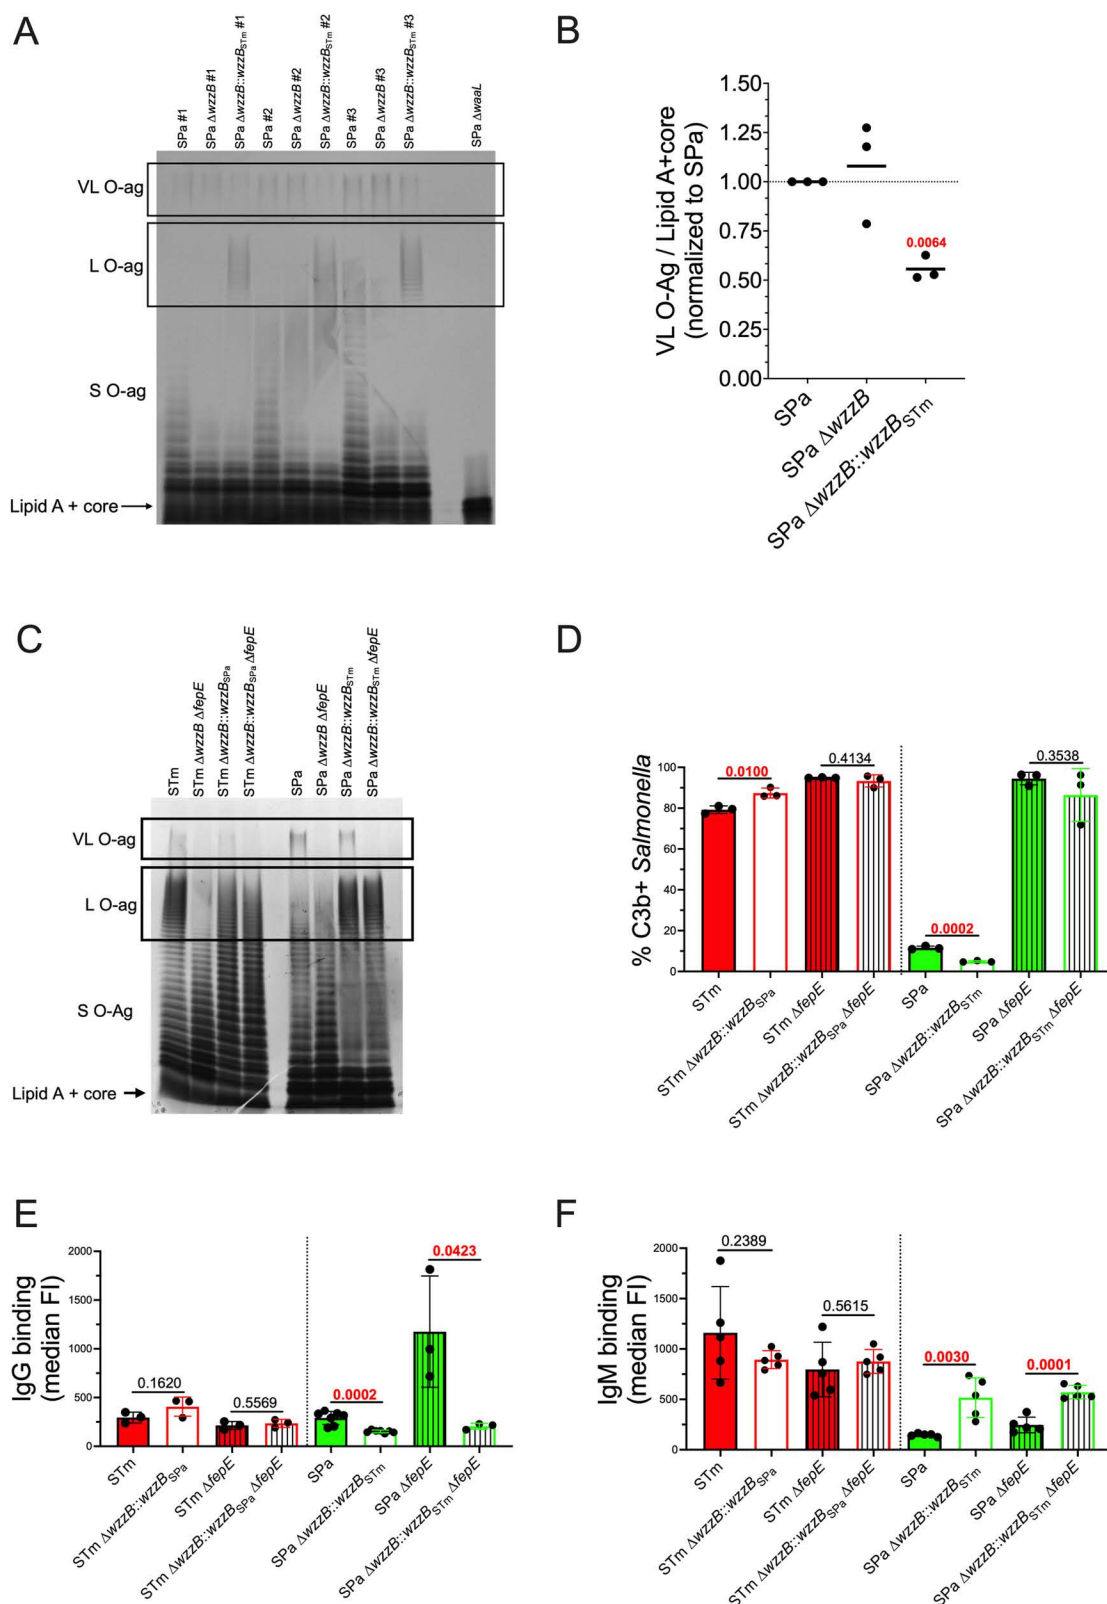 A
SPa #1
SPa ΔwzzB #1
SPa ΔwzzB::wzzBSTm #1
SPa #2
SPa ΔwzzB #2
SPa ΔwzzB::wzzBSTm #2
SPa #3
SPa ΔwzzB #3
SPa ΔwzzB::wzzBSTm #3
SPa ΔwaaL
VL O-ag
L O-ag
S O-ag
Lipid A + core
B
VL O-Ag / Lipid A+core
(normalized to SPa)
1.50
1.25
1.00
0.75
0.50
0.25
0.00
0.0064
SPa
SPa ΔwzzB
SPa ΔwzzB::wzzBSTm
C
STm
STm ΔwzzB ΔfepE
STm ΔwzzB::wzzBSPa
STm ΔwzzB::wzzBSPa ΔfepE
SPa
SPa ΔwzzB ΔfepE
SPa ΔwzzB::wzzBSTm
SPa ΔwzzB::wzzBSTm ΔfepE
VL O-ag
L O-ag
S O-Ag
Lipid A + core
D
% C3b+ Salmonella
100
80
60
40
20
0
0.0100
0.4134
0.0002
0.3538
STm
STm ΔwzzB::wzzBSPa
STm ΔfepE
STm ΔwzzB::wzzBSPa ΔfepE
SPa
SPa ΔwzzB::wzzBSTm
SPa ΔfepE
SPa ΔwzzB::wzzBSTm ΔfepE
E
IgG binding
(median FI)
2000
1500
1000
500
0
0.1620
0.5569
0.0002
0.0423
STm
STm ΔwzzB::wzzBSPa
STm ΔfepE
STm ΔwzzB::wzzBSPa ΔfepE
SPa
SPa ΔwzzB::wzzBSTm
SPa ΔfepE
SPa ΔwzzB::wzzBSTm ΔfepE
F
IgM binding
(median FI)
2000
1500
1000
500
0
0.2389
0.5615
0.0030
0.0001
STm
STm ΔwzzB::wzzBSPa
STm ΔfepE
STm ΔwzzB::wzzBSPa ΔfepE
SPa
SPa ΔwzzB::wzzBSTm
SPa ΔfepE
SPa ΔwzzB::wzzBSTm ΔfepE